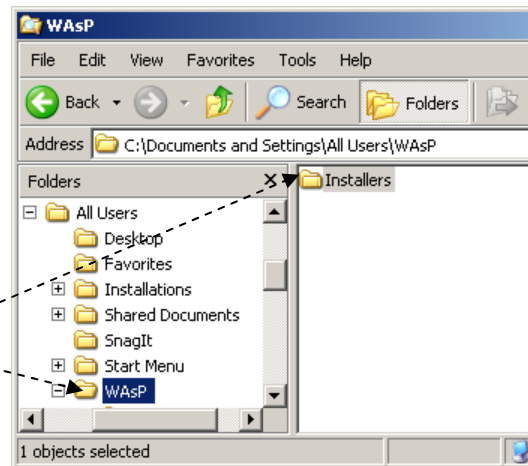 WAsP
File Edit View Favorites Tools Help
Back Search Folders
Address C:\Documents and Settings\All Users\WAsP
Folders
Installers
All Users
Desktop
Favorites
Installations
Shared Documents
SnagIt
Start Menu
WAsP
1 objects selected